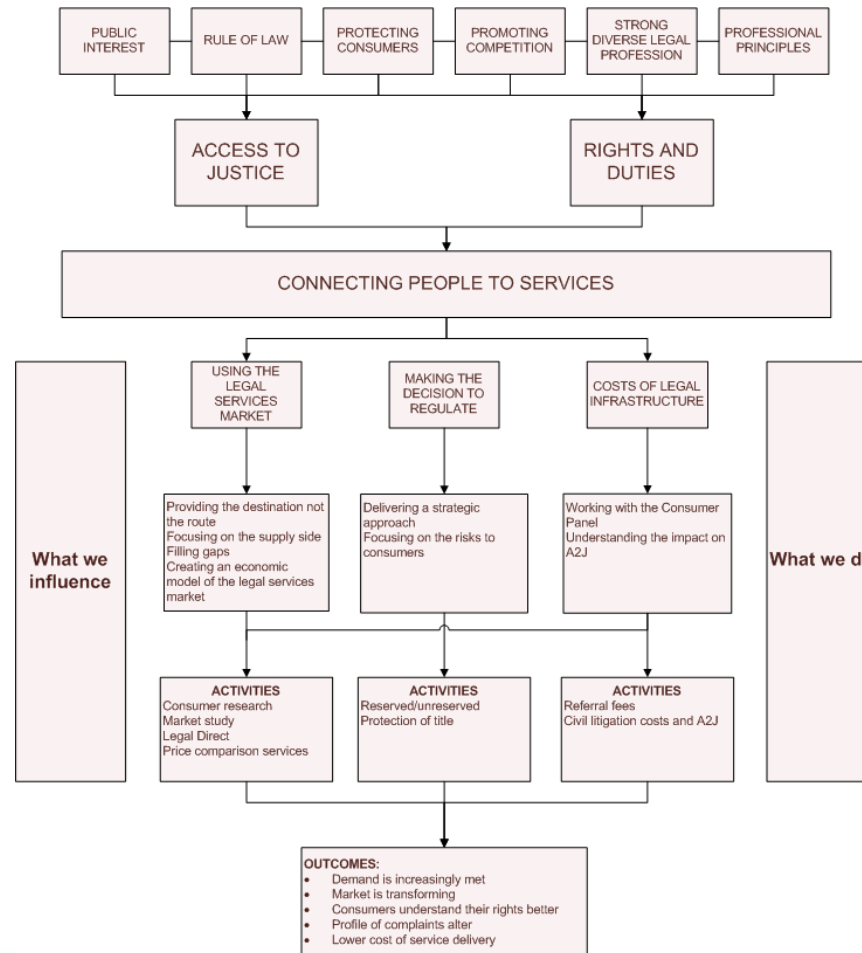 PUBLIC
INTEREST
RULE OF LAW
PROTECTING
CONSUMERS
PROMOTING
COMPETITION
STRONG
DIVERSE LEGAL
PROFESSION
PROFESSIONAL
PRINCIPLES
ACCESS TO
JUSTICE
RIGHTS AND
DUTIES
CONNECTING PEOPLE TO SERVICES
What we
influence
USING THE
LEGAL
SERVICES
MARKET
MAKING THE
DECISION TO
REGULATE
COSTS OF LEGAL
INFRASTRUCTURE
Providing the destination not
the route
Focusing on the supply side
Filling gaps
Creating an economic
model of the legal services
market
Delivering a strategic
approach
Focusing on the risks to
consumers
Working with the Consumer
Panel
Understanding the impact on
A2J
What we d
ACTIVITIES
Consumer research
Market study
Legal Direct
Price comparison services
ACTIVITIES
Reserved/unreserved
Protection of title
ACTIVITIES
Referral fees
Civil litigation costs and A2J
OUTCOMES:
• Demand is increasingly met
• Market is transforming
• Consumers understand their rights better
• Profile of complaints alter
• Lower cost of service delivery